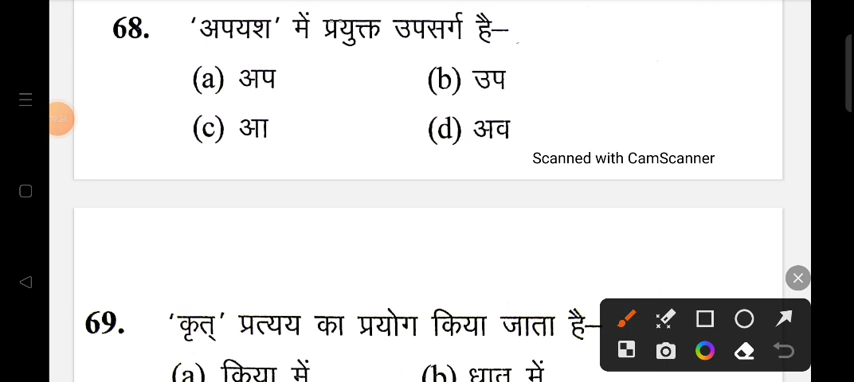 68. 'अपयश' में प्रयुक्त उपसर्ग है–
(a) अप (b) उप
(c) आ (d) अव
Scanned with CamScanner
69. 'कृत्' प्रत्यय का प्रयोग किया जाता है–
(a) क्रिया में (b) धातु में